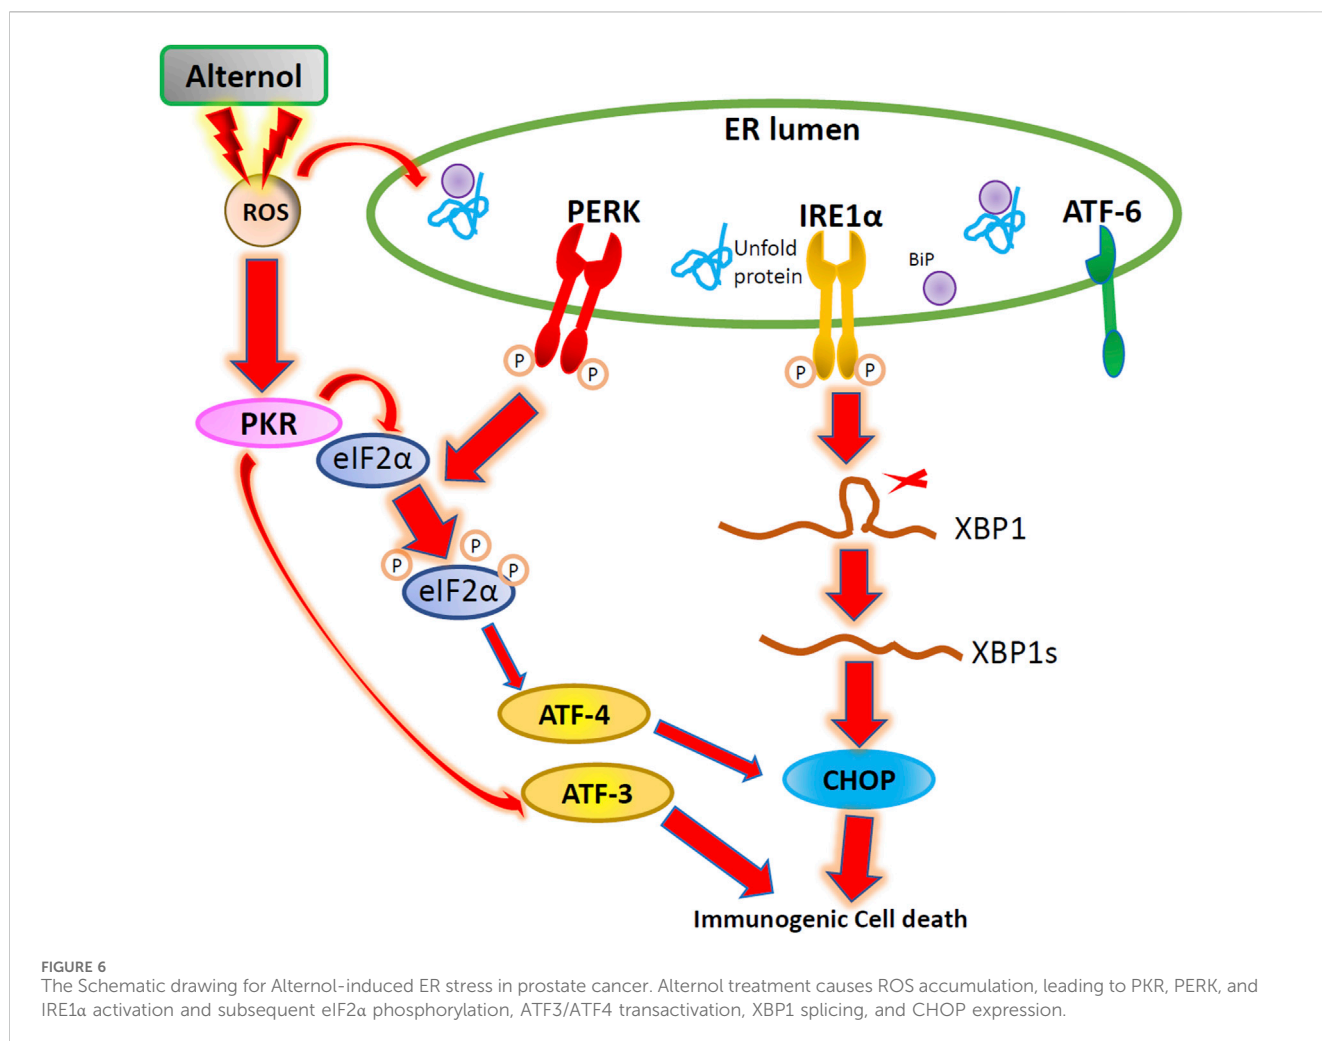 Alternol
ROS
ER lumen
PERK
IRE1α
ATF-6
Unfold
protein
BiP
P
P
P
P
PKR
eIF2α
XBP1
P
P
P
eIF2α
XBP1s
ATF-4
ATF-3
CHOP
Immunogenic Cell death
FIGURE 6
The Schematic drawing for Alternol-induced ER stress in prostate cancer. Alternol treatment causes ROS accumulation, leading to PKR, PERK, and
IRE1α activation and subsequent eIF2α phosphorylation, ATF3/ATF4 transactivation, XBP1 splicing, and CHOP expression.